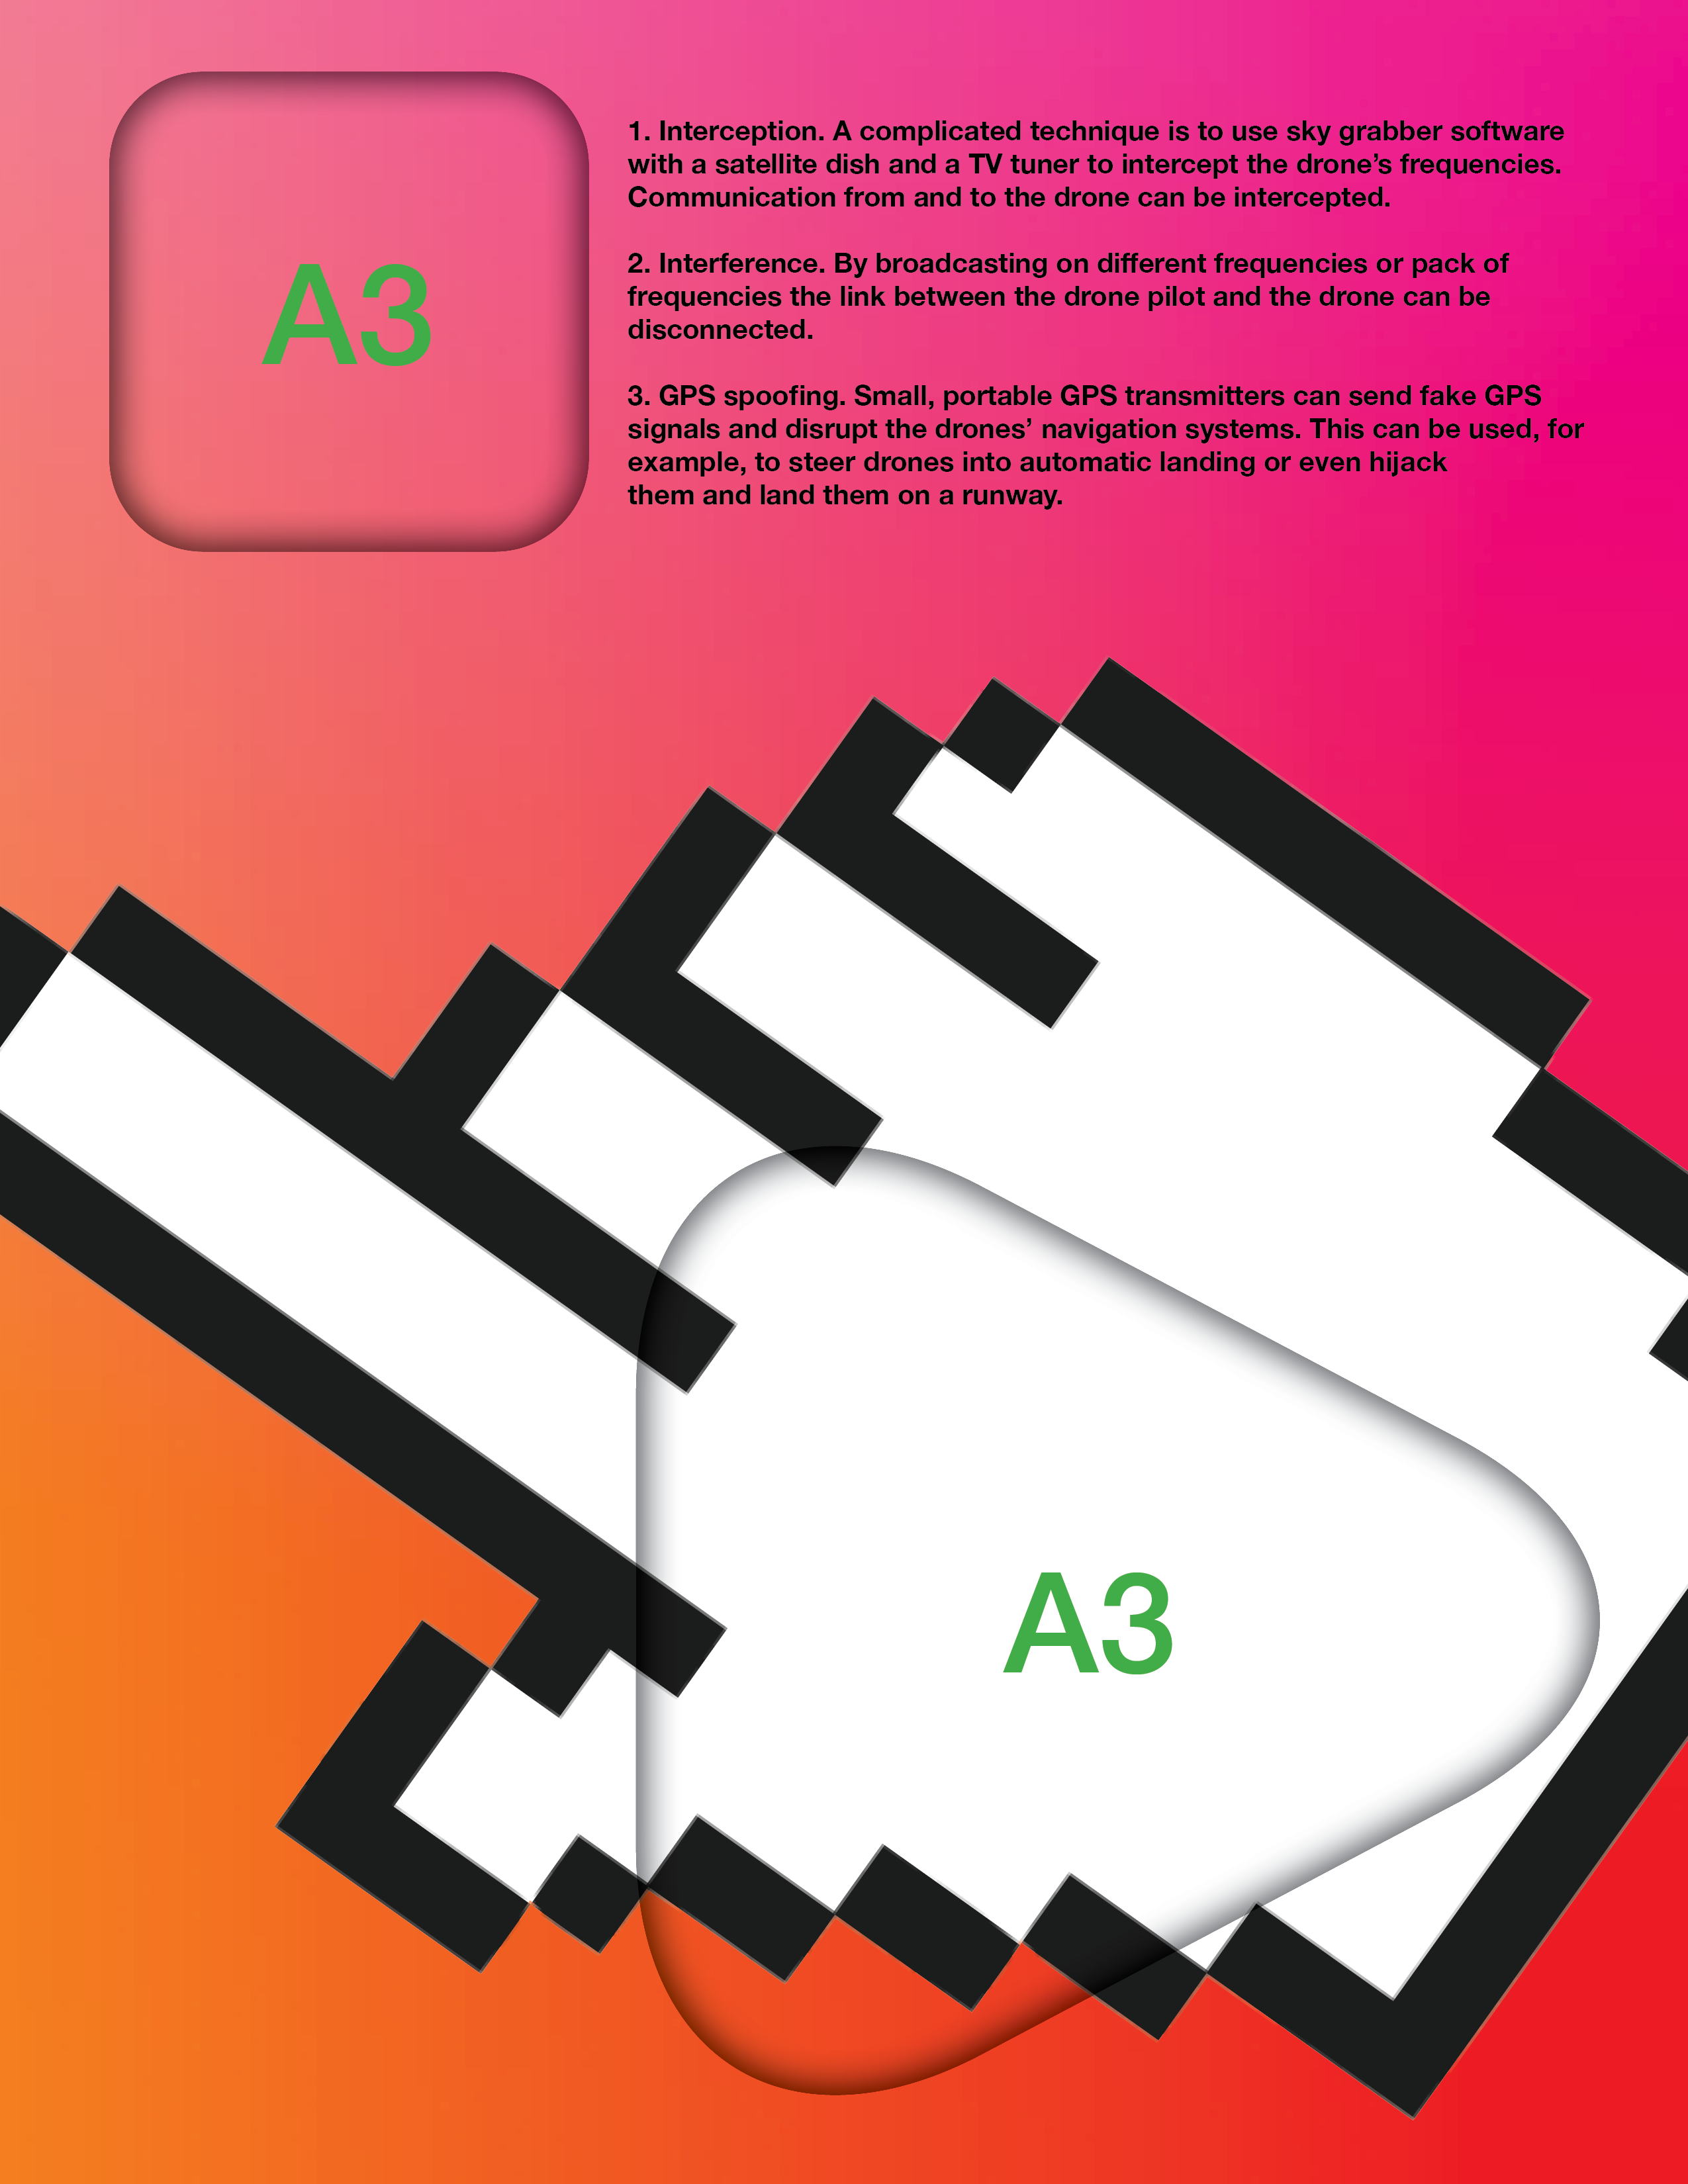 A3
1. Interception. A complicated technique is to use sky grabber software
with a satellite dish and a TV tuner to intercept the drone’s frequencies.
Communication from and to the drone can be intercepted.
2. Interference. By broadcasting on different frequencies or pack of
frequencies the link between the drone pilot and the drone can be
disconnected.
3. GPS spoofing. Small, portable GPS transmitters can send fake GPS
signals and disrupt the drones’ navigation systems. This can be used, for
example, to steer drones into automatic landing or even hijack
them and land them on a runway.
A3